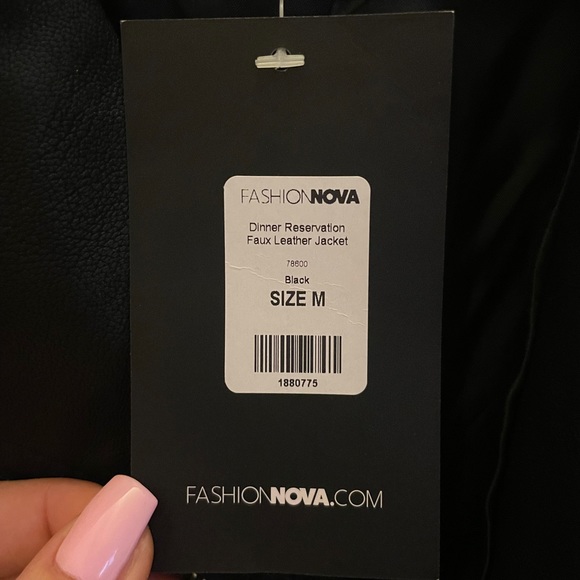 FASHIONNOVA
Dinner Reservation
Faux Leather Jacket
78600
Black
SIZE M
1880775
FASHIONNOVA.COM